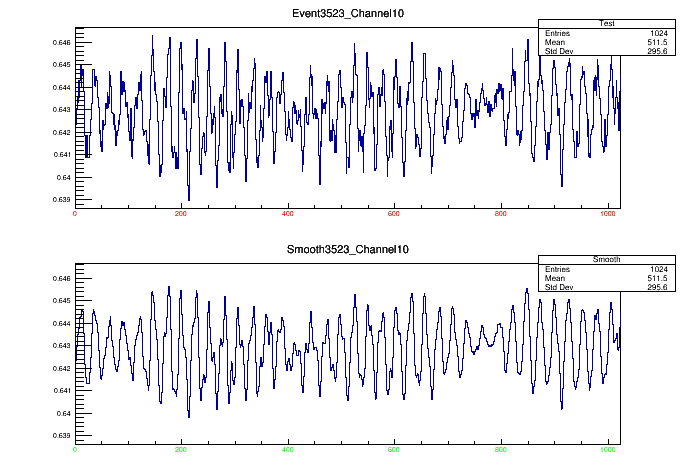 Event3523_Channel10
Test
Entries 1024
Mean 511.5
Std Dev 295.6
0.646
0.645
0.644
0.643
0.642
0.641
0.64
0.639
0 200 400 600 800 1000
Smooth3523_Channel10
Smooth
Entries 1024
Mean 511.5
Std Dev 295.6
0.646
0.645
0.644
0.643
0.642
0.641
0.64
0.639
0 200 400 600 800 1000